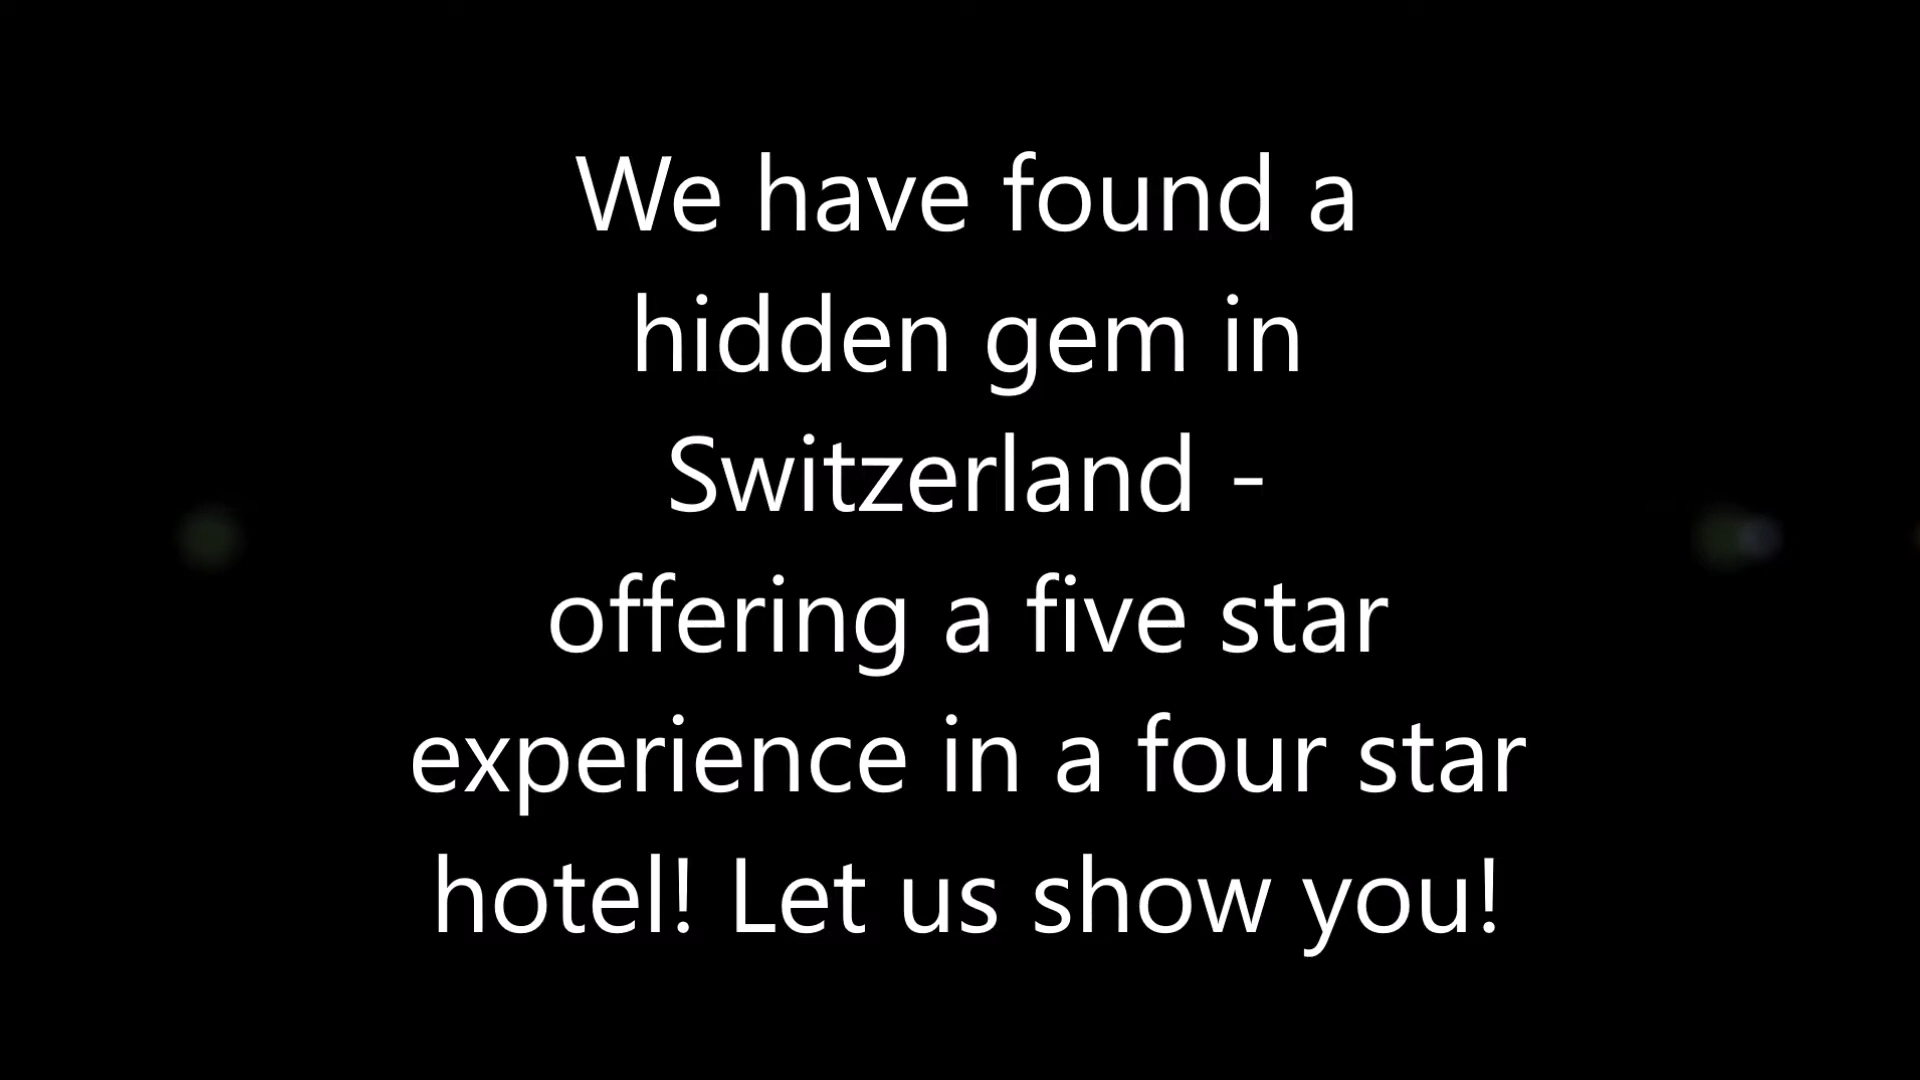 We have found a
hidden gem in
Switzerland -
offering a five star
experience in a four star
hotel! Let us show you!